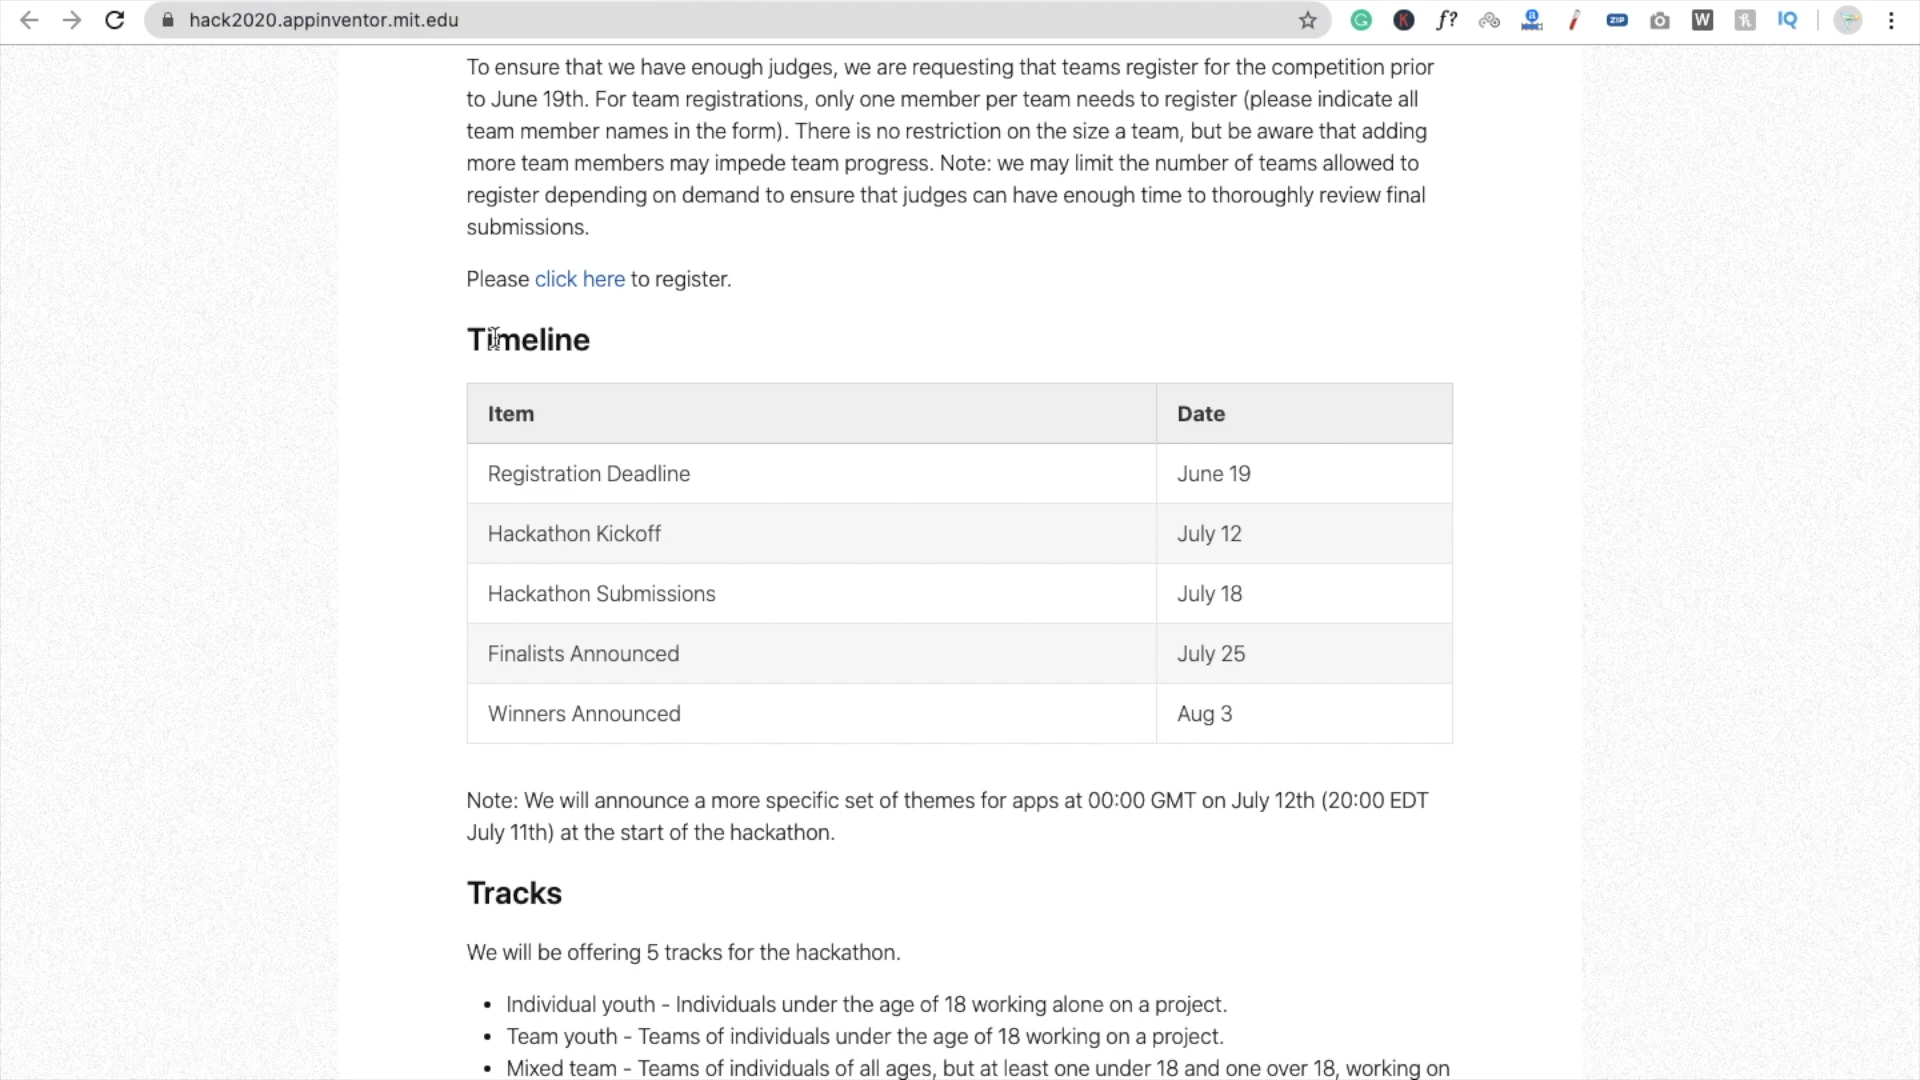 hack2020.appinventor.mit.edu
To ensure that we have enough judges, we are requesting that teams register for the competition prior
to June 19th. For team registrations, only one member per team needs to register (please indicate all
team member names in the form). There is no restriction on the size a team, but be aware that adding
more team members may impede team progress. Note: we may limit the number of teams allowed to
register depending on demand to ensure that judges can have enough time to thoroughly review final
submissions.
Please click here to register.
Timeline
Item Date
Registration Deadline June 19
Hackathon Kickoff July 12
Hackathon Submissions July 18
Finalists Announced July 25
Winners Announced Aug 3
Note: We will announce a more specific set of themes for apps at 00:00 GMT on July 12th (20:00 EDT
July 11th) at the start of the hackathon.
Tracks
We will be offering 5 tracks for the hackathon.
• Individual youth - Individuals under the age of 18 working alone on a project.
• Team youth - Teams of individuals under the age of 18 working on a project.
• Mixed team - Teams of individuals of all ages, but at least one under 18 and one over 18, working on